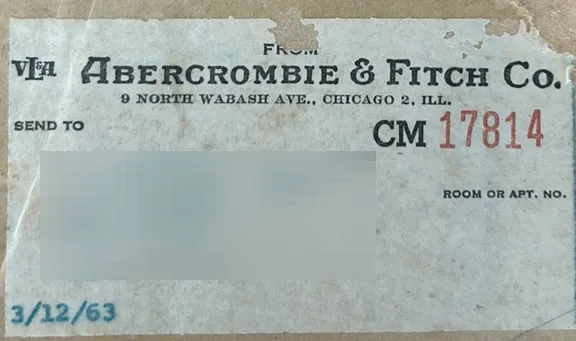 FROM
VL&A ABERCROMBIE & FITCH CO.
9 NORTH WABASH AVE., CHICAGO 2, ILL.
SEND TO
CM 17814
ROOM OR APT. NO.
3/12/63